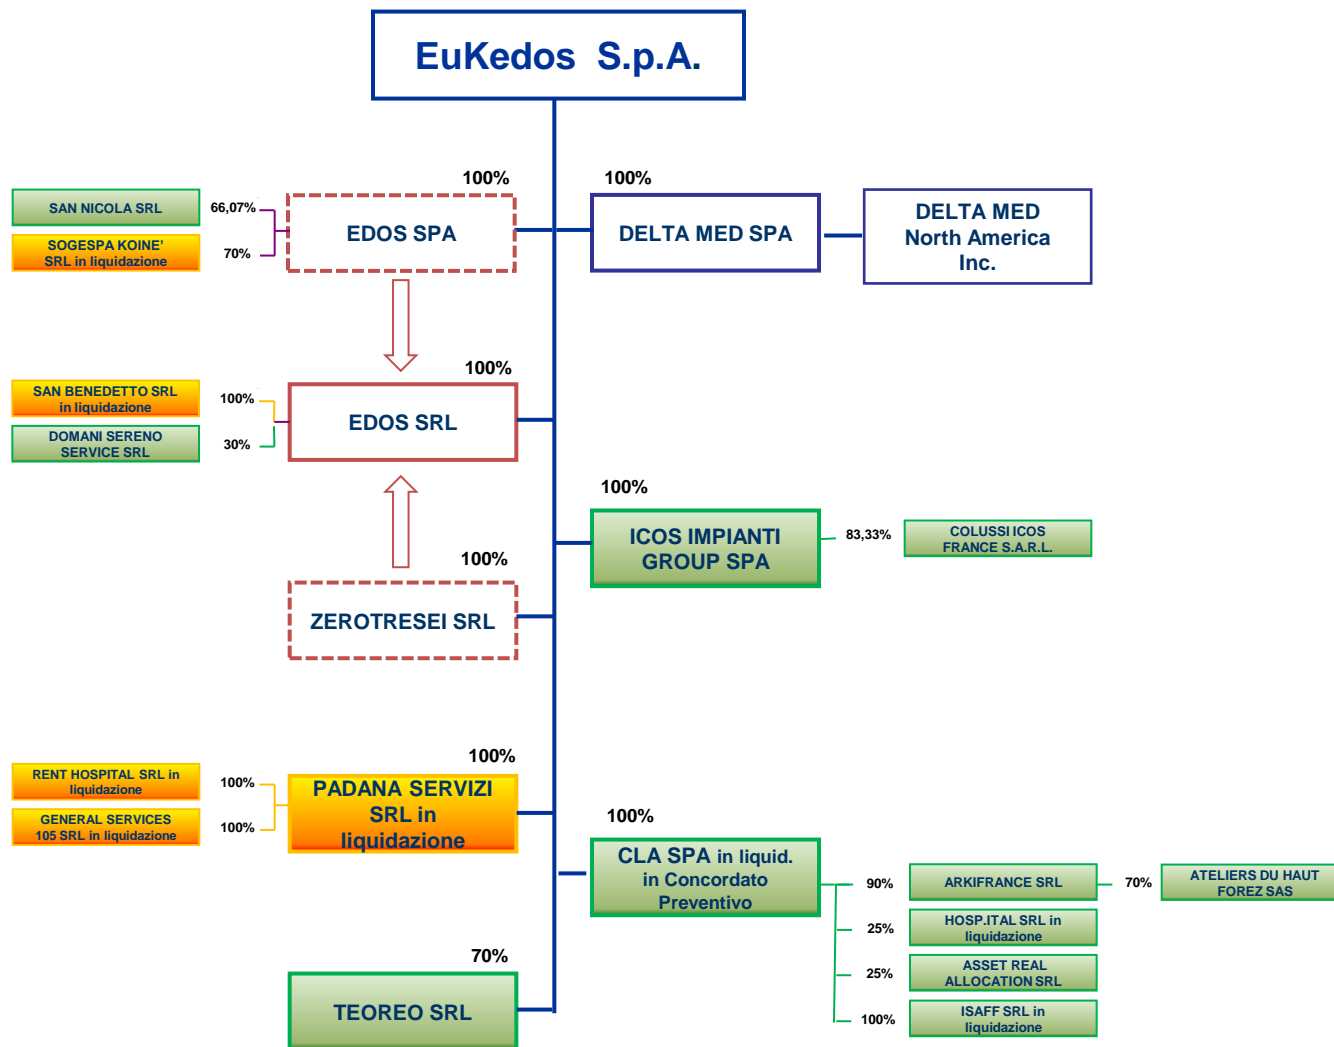 EuKedos S.p.A.
100%
100%
SAN NICOLA SRL
66,07%
SOGESPA KOINE'
SRL in liquidazione
70%
EDOS SPA
DELTA MED SPA
DELTA MED
North America
Inc.
100%
SAN BENEDETTO SRL
in liquidazione
100%
DOMANI SERENO
SERVICE SRL
30%
EDOS SRL
100%
ICOS IMPIANTI
GROUP SPA
83,33%
COLUSSI ICOS
FRANCE S.A.R.L.
100%
ZEROTRESEI SRL
100%
RENT HOSPITAL SRL in
liquidazione
100%
GENERAL SERVICES
105 SRL in liquidazione
100%
PADANA SERVIZI
SRL in
liquidazione
100%
CLA SPA in liquid.
in Concordato
Preventivo
90%
ARKIFRANCE SRL
70%
ATELIERS DU HAUT
FOREZ SAS
25%
HOSP.ITAL SRL in
liquidazione
25%
ASSET REAL
ALLOCATION SRL
100%
ISAFF SRL in
liquidazione
70%
TEOREO SRL